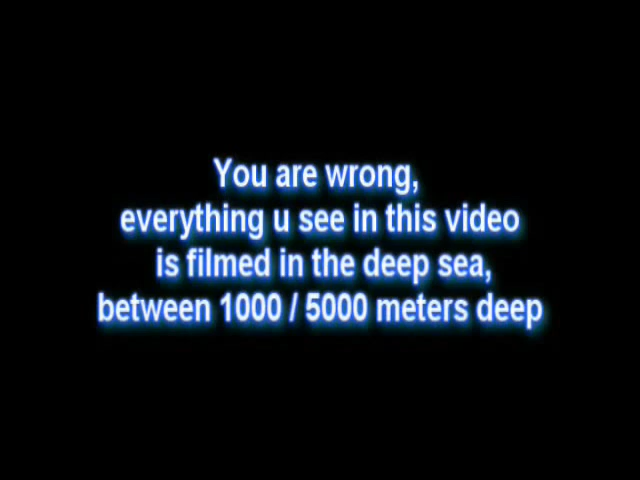 You are wrong,
everything u see in this video
is filmed in the deep sea,
between 1000 / 5000 meters deep